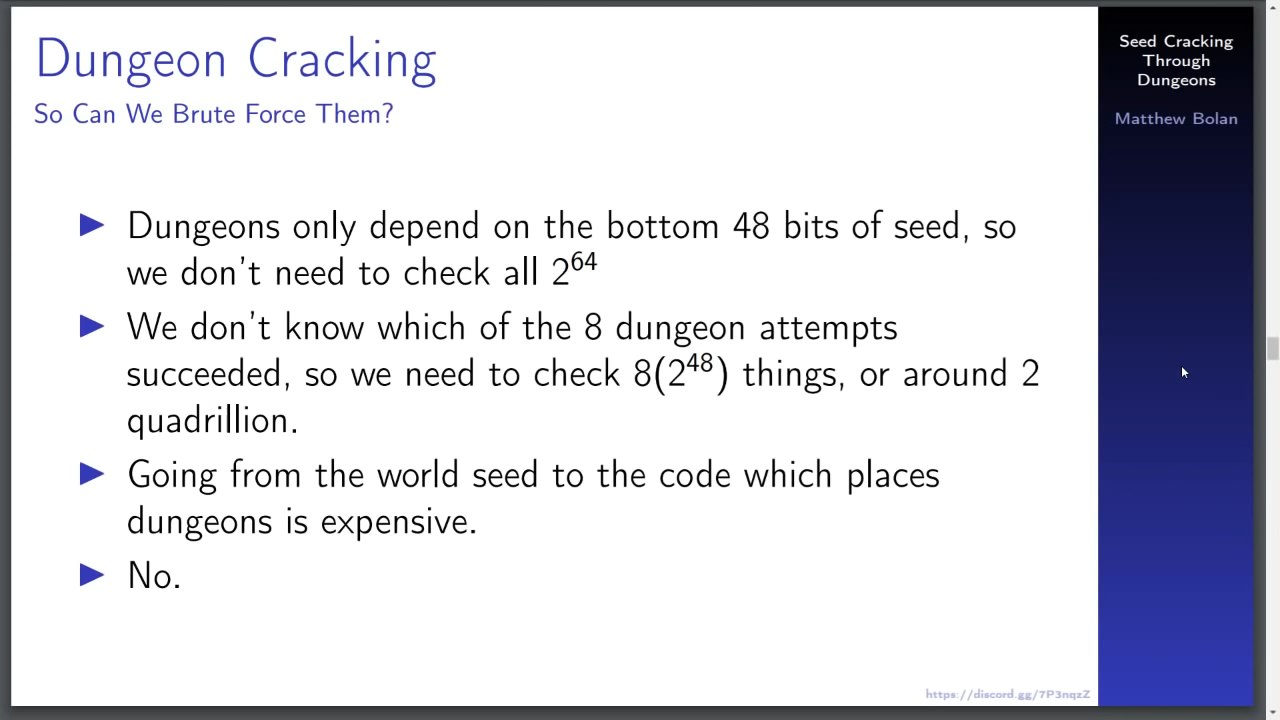 Dungeon Cracking
So Can We Brute Force Them?
Dungeons only depend on the bottom 48 bits of seed, so
we don't need to check all 2^64
We don't know which of the 8 dungeon attempts
succeeded, so we need to check 8(2^48) things, or around 2
quadrillion.
Going from the world seed to the code which places
dungeons is expensive.
No.
Seed Cracking
Through
Dungeons
Matthew Bolan
https://discord.gg/7P3nqzZ